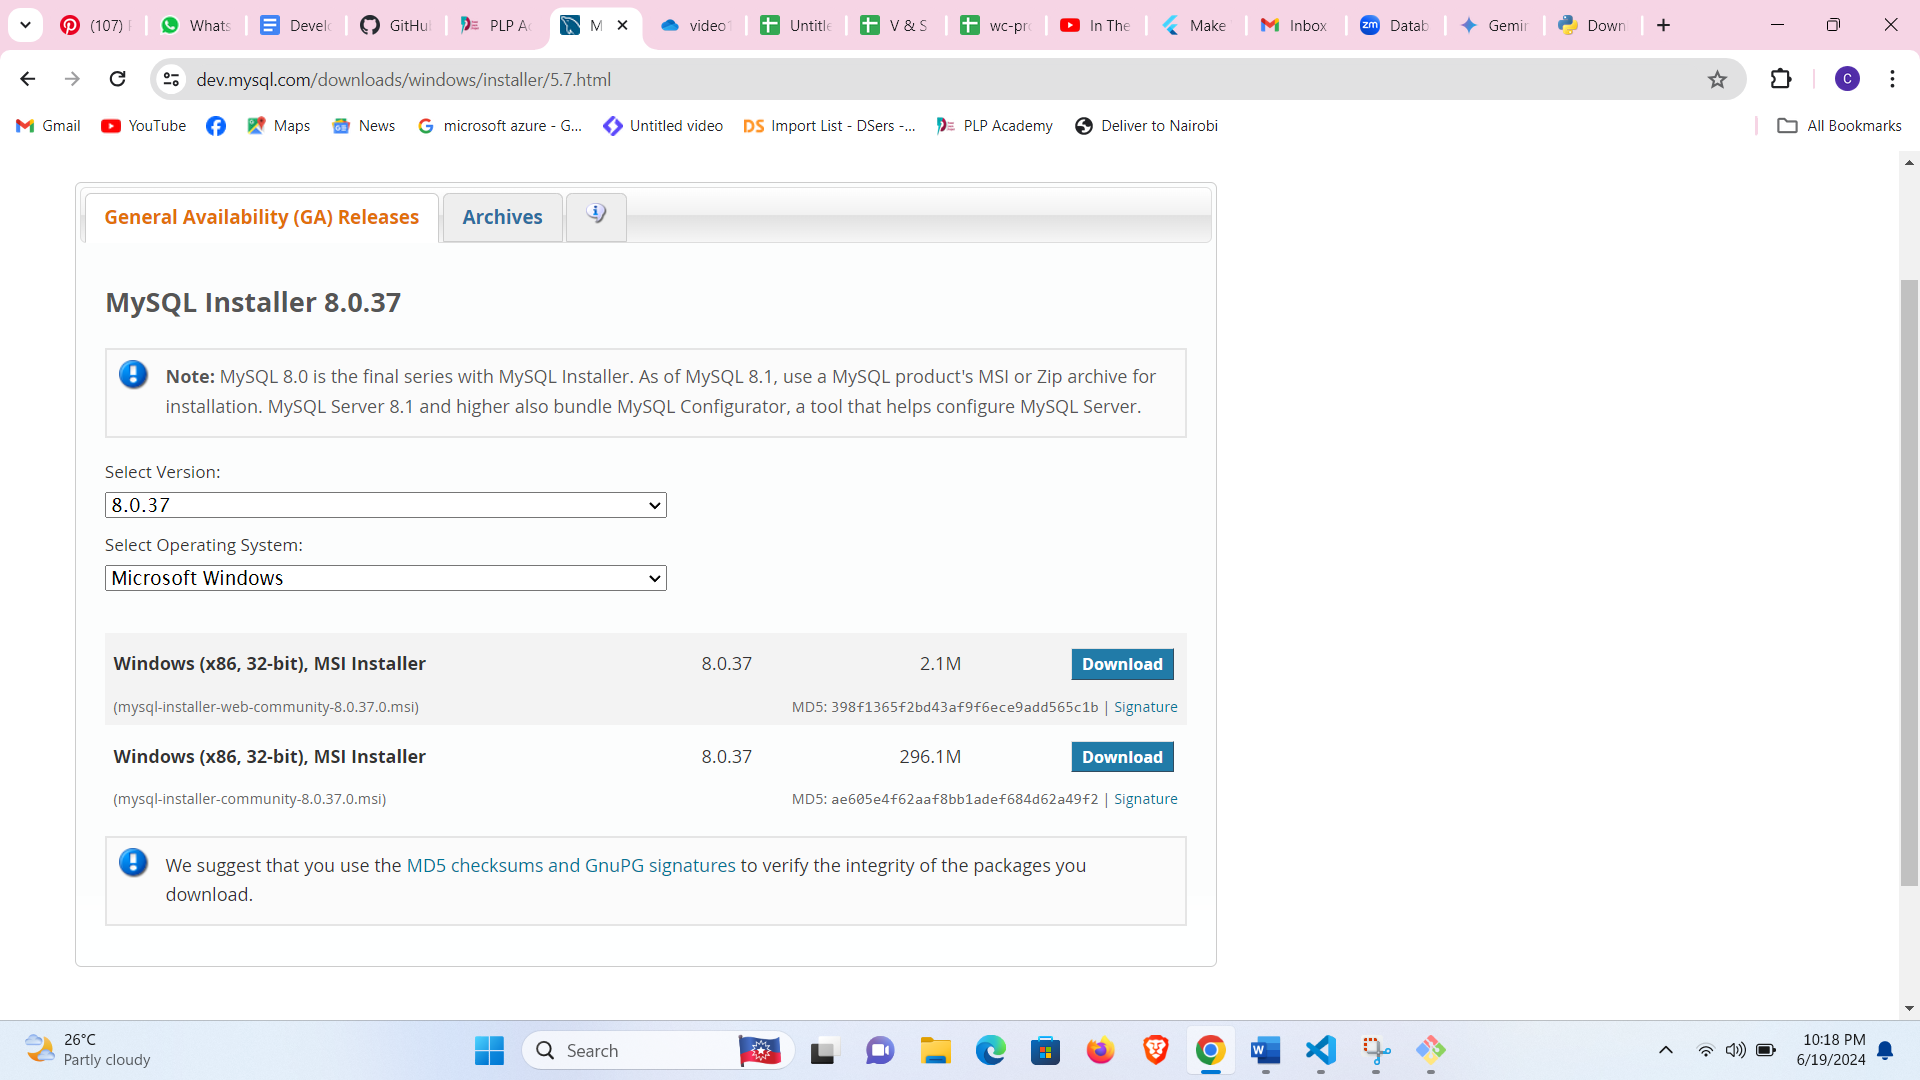 (107)
Whats
Develo
GitHub
PLP Ac
M
video1
Untitle
V & S
wc-pro
In The
Make
Inbox
Datab
Gemin
Down
dev.mysql.com/downloads/windows/installer/5.7.html
C
Gmail
YouTube
Maps
News
microsoft azure - G...
Untitled video
DS Import List - DSers -...
PLP Academy
Deliver to Nairobi
All Bookmarks
General Availability (GA) Releases
Archives
MySQL Installer 8.0.37
Note: MySQL 8.0 is the final series with MySQL Installer. As of MySQL 8.1, use a MySQL product's MSI or Zip archive for
installation. MySQL Server 8.1 and higher also bundle MySQL Configurator, a tool that helps configure MySQL Server.
Select Version:
8.0.37
Select Operating System:
Microsoft Windows
Windows (x86, 32-bit), MSI Installer 8.0.37 2.1M Download
(mysql-installer-web-community-8.0.37.0.msi) MD5: 398f1365f2bd43af9f6ece9add565c1b | Signature
Windows (x86, 32-bit), MSI Installer 8.0.37 296.1M Download
(mysql-installer-community-8.0.37.0.msi) MD5: ae605e4f62aaf8bb1adef684d62a49f2 | Signature
We suggest that you use the MD5 checksums and GnuPG signatures to verify the integrity of the packages you
download.
26°C
Partly cloudy
Search
10:18 PM
6/19/2024